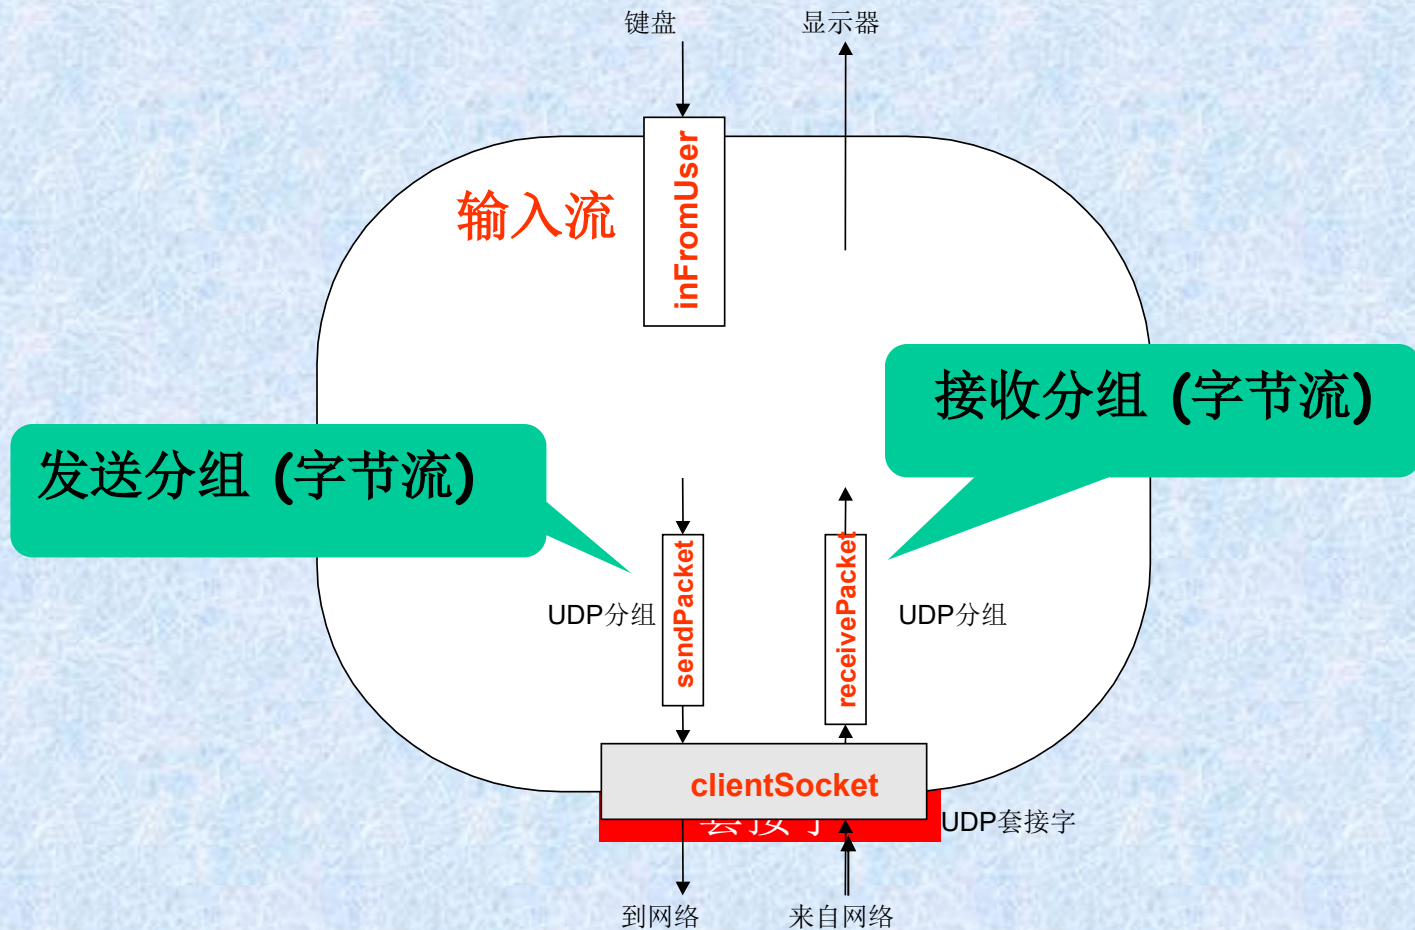 键盘
显示器
inFromUser
输入流
接收分组 (字节流)
发送分组 (字节流)
sendPacket
receivePacket
UDP分组
UDP分组
clientSocket
UDP套接字
到网络
来自网络